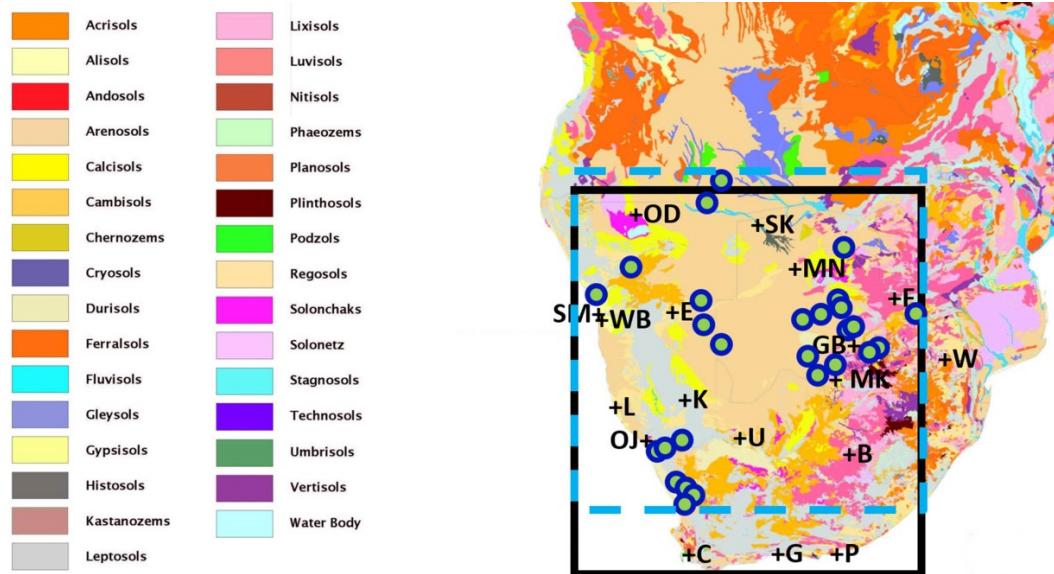 Acrisols
Alisols
Andosols
Arenosols
Calcisols
Cambisols
Chernozems
Cryosols
Durisols
Ferralsols
Fluvisols
Gleysols
Gypsisols
Histosols
Kastanozems
Leptosols
Lixisols
Luvisols
Nitisols
Phaeozems
Planosols
Plinthosols
Podzols
Regosols
Solonchaks
Solonetz
Stagnosols
Technosols
Umbrisols
Vertisols
Water Body
+OD
+SK
+MN
+F
SM+
+WB
+E
GB+
+W
+ MK
+K
+L
OJ+
+U
+B
+C
+G
+P